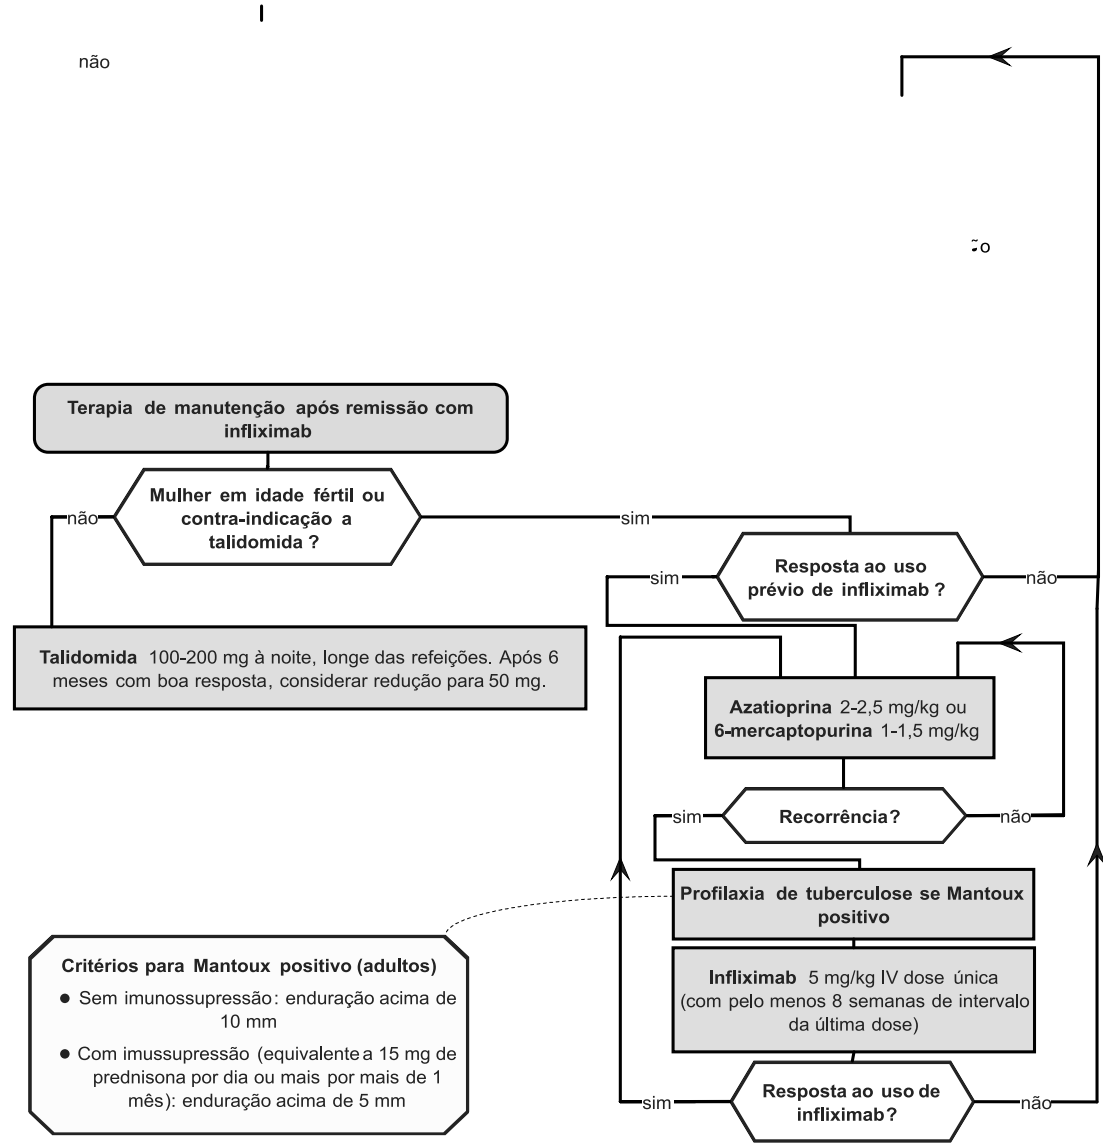 não
Terapia de manutenção após remissão com
infliximab
Mulher em idade fértil ou
contra-indicação a
talidomida ?
não
sim
Resposta ao uso
prévio de infliximab ?
sim
não
Talidomida 100-200 mg à noite, longe das refeições. Após 6
meses com boa resposta, considerar redução para 50 mg.
Azatioprina 2-2,5 mg/kg ou
6-mercaptopurina 1-1,5 mg/kg
Recorrência?
sim
não
Profilaxia de tuberculose se Mantoux
positivo
Infliximab 5 mg/kg IV dose única
(com pelo menos 8 semanas de intervalo
da última dose)
Critérios para Mantoux positivo (adultos)
● Sem imunossupressão: enduração acima de
10 mm
● Com imussupressão (equivalente a 15 mg de
prednisona por dia ou mais por mais de 1
mês): enduração acima de 5 mm
Resposta ao uso de
infliximab?
sim
não